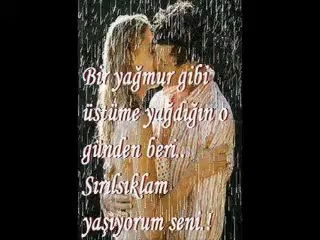 Bir yağmur gibi
üstüme yağdığın o
günden beri...
Sırılsıklam
yaşıyorum seni.!